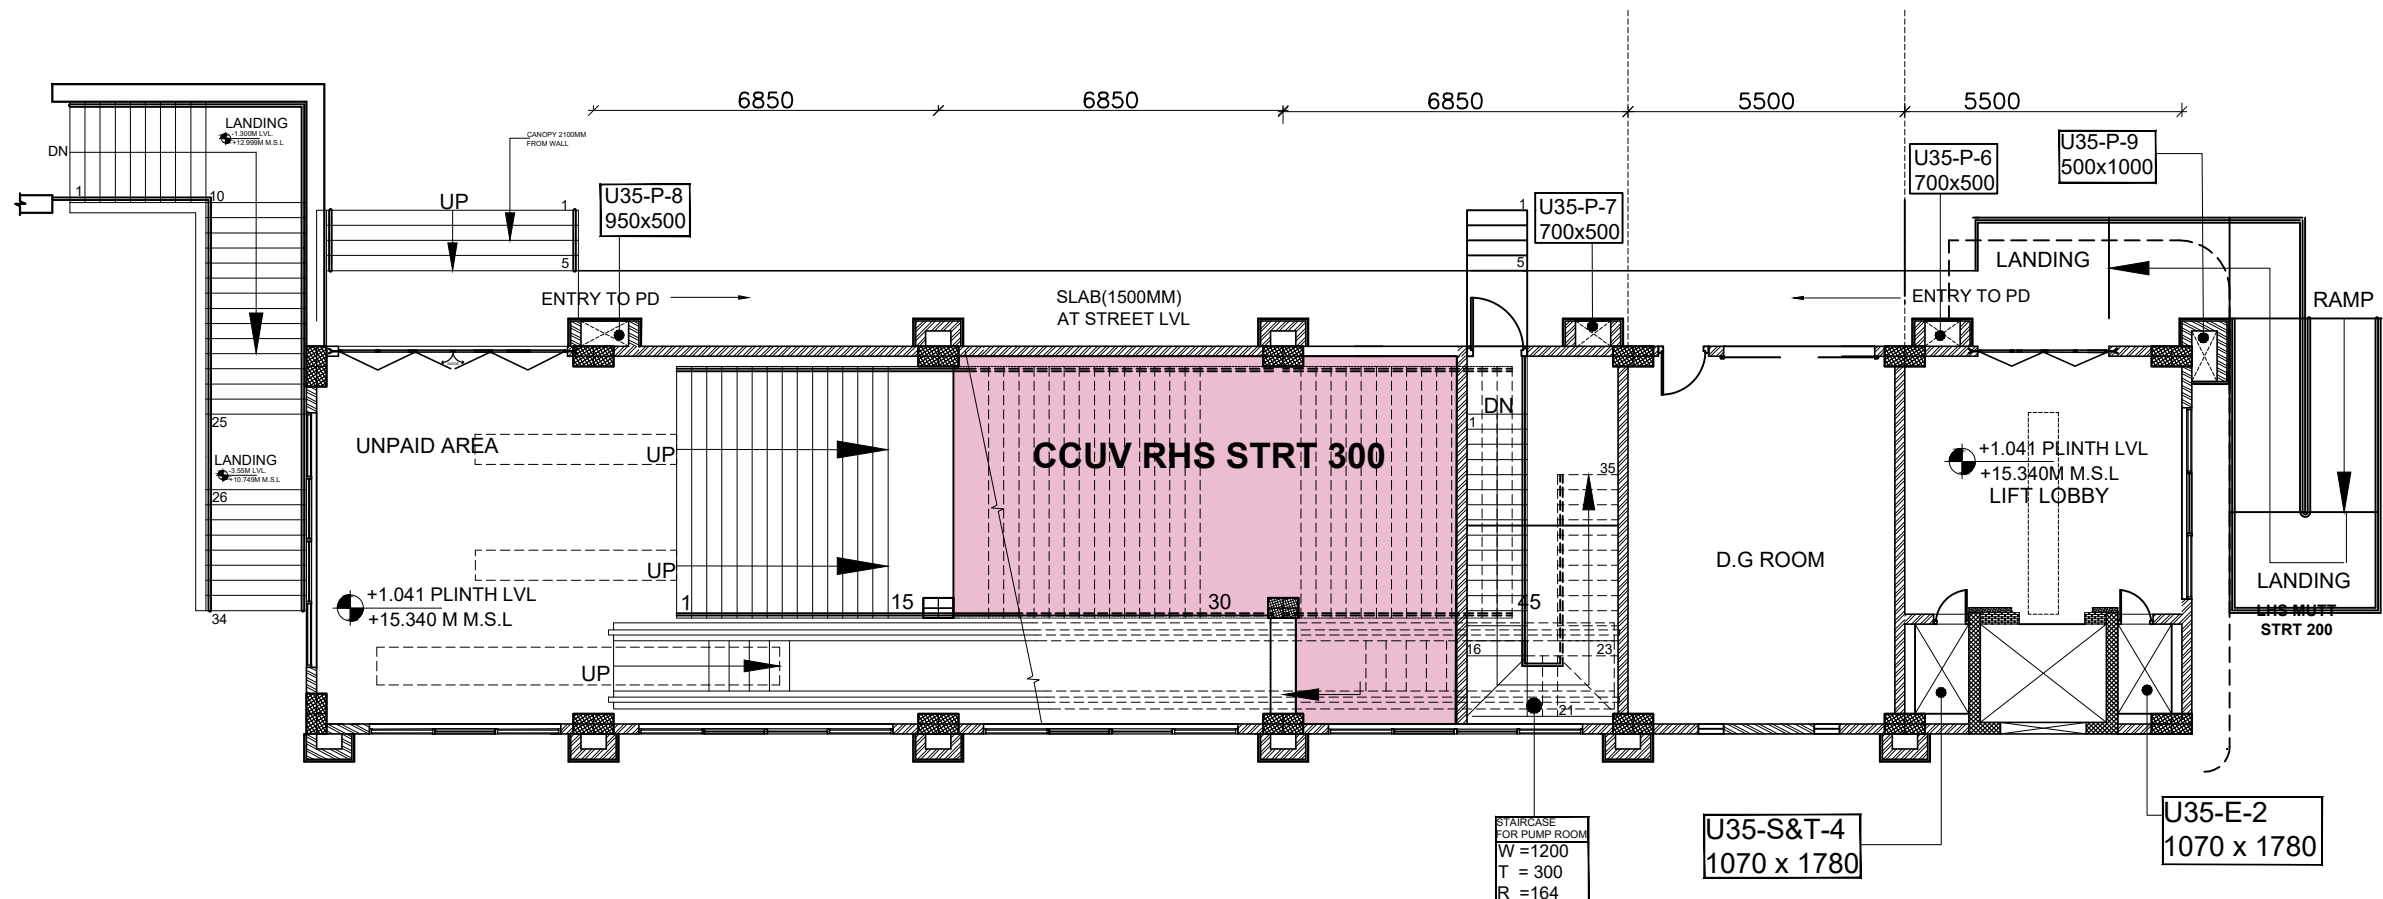 6850
6850
6850
5500
5500
LANDING
-1.300M LVL.
+12.999M M.S.L
DN
CANOPY 2100MM
FROM WALL
1
10
UP
1
5
U35-P-8
950x500
1
5
U35-P-7
700x500
U35-P-6
700x500
U35-P-9
500x1000
LANDING
RAMP
ENTRY TO PD
SLAB(1500MM)
AT STREET LVL
ENTRY TO PD
25
LANDING
-3.55M LVL.
+10.749M M.S.L
26
34
UNPAID AREA
UP
UP
CCUV RHS STRT 300
DN
1
35
+1.041 PLINTH LVL
+15.340M M.S.L
LIFT LOBBY
D.G ROOM
+1.041 PLINTH LVL
+15.340 M M.S.L
1
15
30
45
UP
16
23
21
LANDING
LHS MUTT
STRT 200
STAIRCASE
FOR PUMP ROOM
W =1200
T = 300
R =164
U35-S&T-4
1070 x 1780
U35-E-2
1070 x 1780